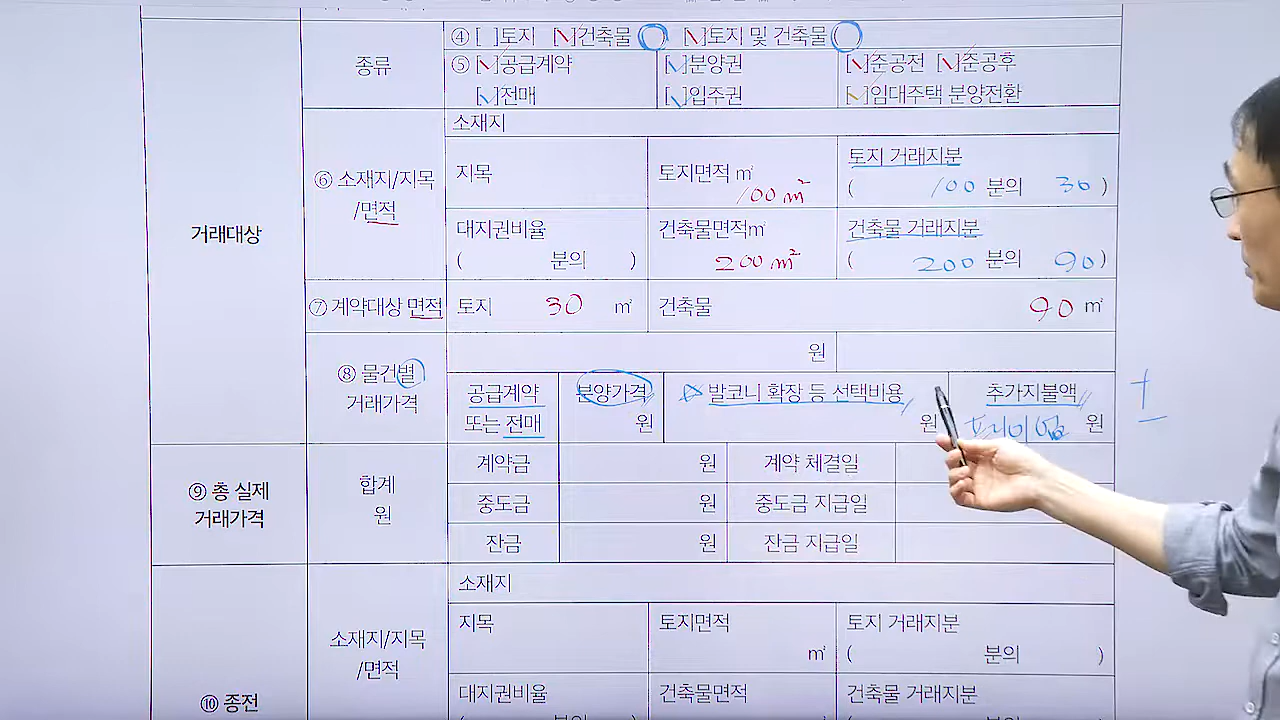 ④ [ ]토지 [✓]건축물 ○ [✓]토지 및 건축물 ○
종류
⑤ [✓]공급계약 [✓]분양권 [✓]준공전 [✓]준공후
[✓]전매 [✓]입주권 [✓]임대주택 분양전환
거래대상
⑥ 소재지/지목
/면적
소재지
지목
토지면적 ㎡
100㎡
토지 거래지분
( 100 분의 30 )
대지권비율
( 분의 )
건축물면적㎡
200㎡
건축물 거래지분
( 200 분의 90 )
⑦ 계약대상 면적
토지 30 ㎡
건축물 90 ㎡
⑧ 물건별
거래가격
원
공급계약
또는 전매
분양가격
원
발코니 확장 등 선택비용
원
추가지불액
프리미엄 원
+
-
⑨ 총 실제
거래가격
합계
원
계약금 원 계약 체결일
중도금 원 중도금 지급일
잔금 원 잔금 지급일
⑩ 종전
소재지/지목
/면적
소재지
지목
토지면적
㎡
토지 거래지분
( 분의 )
대지권비율
건축물면적
건축물 거래지분